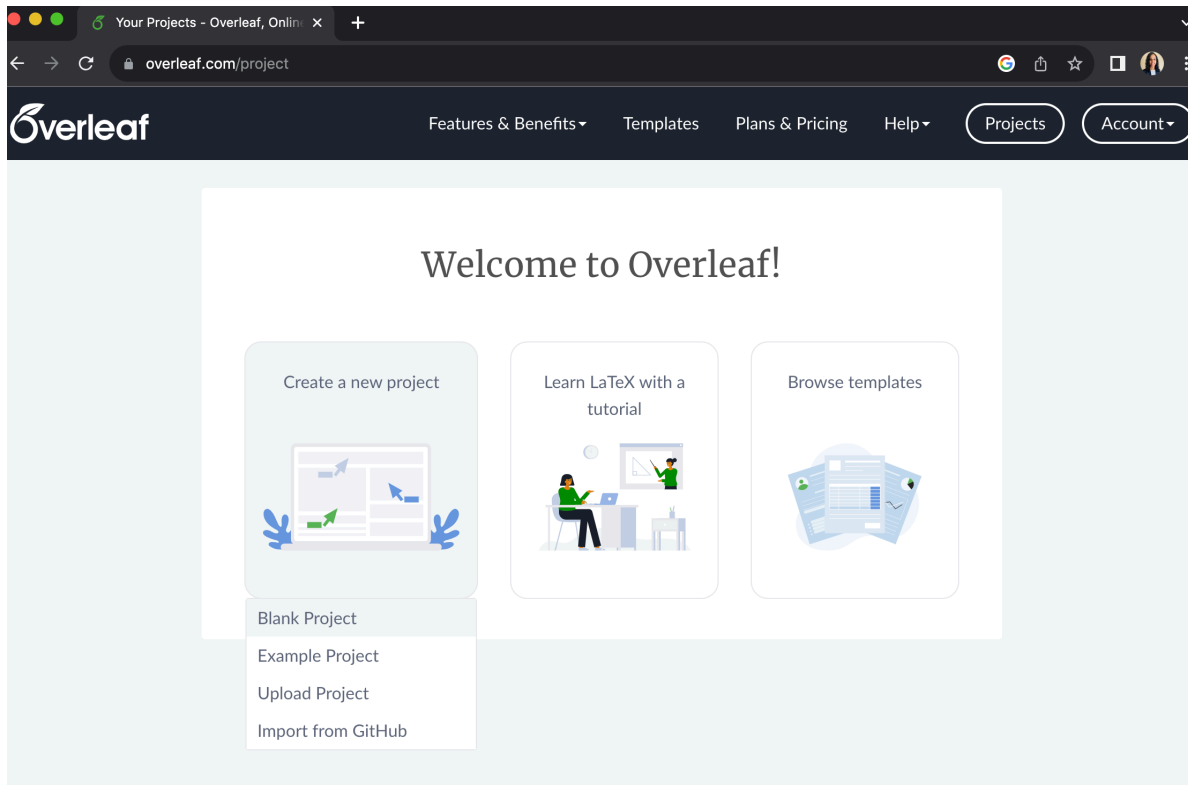 Your Projects - Overleaf, Onlin
overleaf.com/project
Overleaf
Features & Benefits
Templates
Plans & Pricing
Help
Projects
Account
Welcome to Overleaf!
Create a new project
Learn LaTeX with a
tutorial
Browse templates
Blank Project
Example Project
Upload Project
Import from GitHub